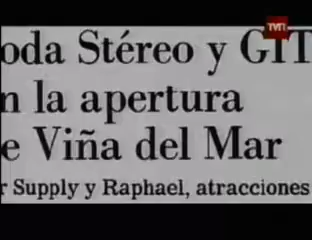 TVN
oda Stéreo y GIT
n la apertura
e Viña del Mar
r Supply y Raphael, atracciones